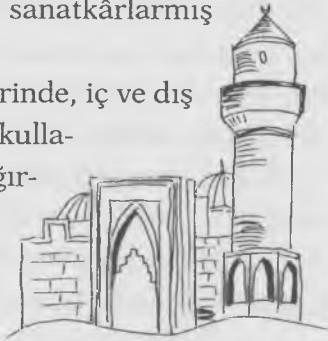 sanatkârlarmış
rinde, iç ve dış
kulla-
ğır-